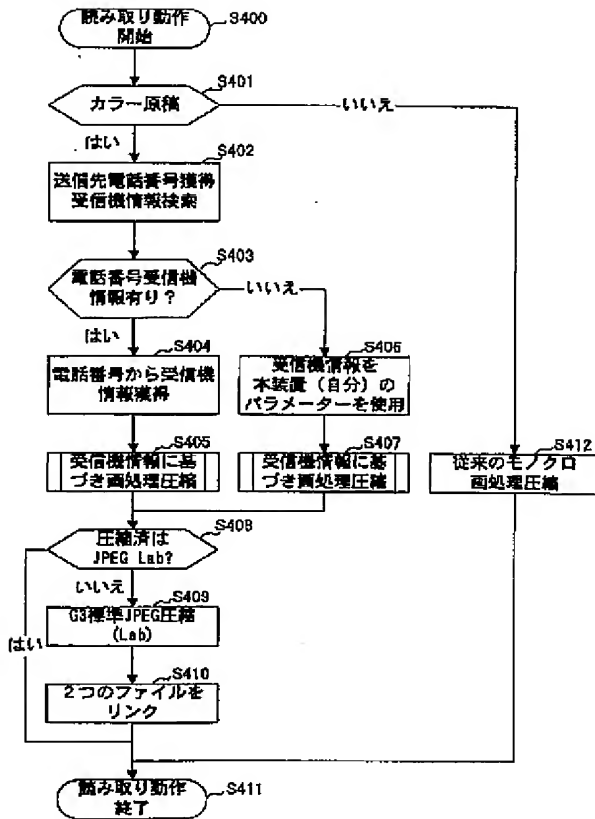 読み取り動作
開始
S400
S401
カラー原稿
いいえ
はい
S402
送信先電話番号獲得
受信機情報検索
S403
電話番号受信機
情報有り？
いいえ
はい
S404
電話番号から受信機
情報獲得
S406
受信機情報を
本装置（自分）の
パラメーターを使用
S405
受信機情報に基
づき画処理圧縮
S407
受信機情報に基
づき画処理圧縮
S412
従来のモノクロ
画処理圧縮
S408
圧縮済は
JPEG Lab?
いいえ
はい
S409
G3標準JPEG圧縮
(Lab)
S410
２つのファイルを
リンク
読み取り動作
終了
S411